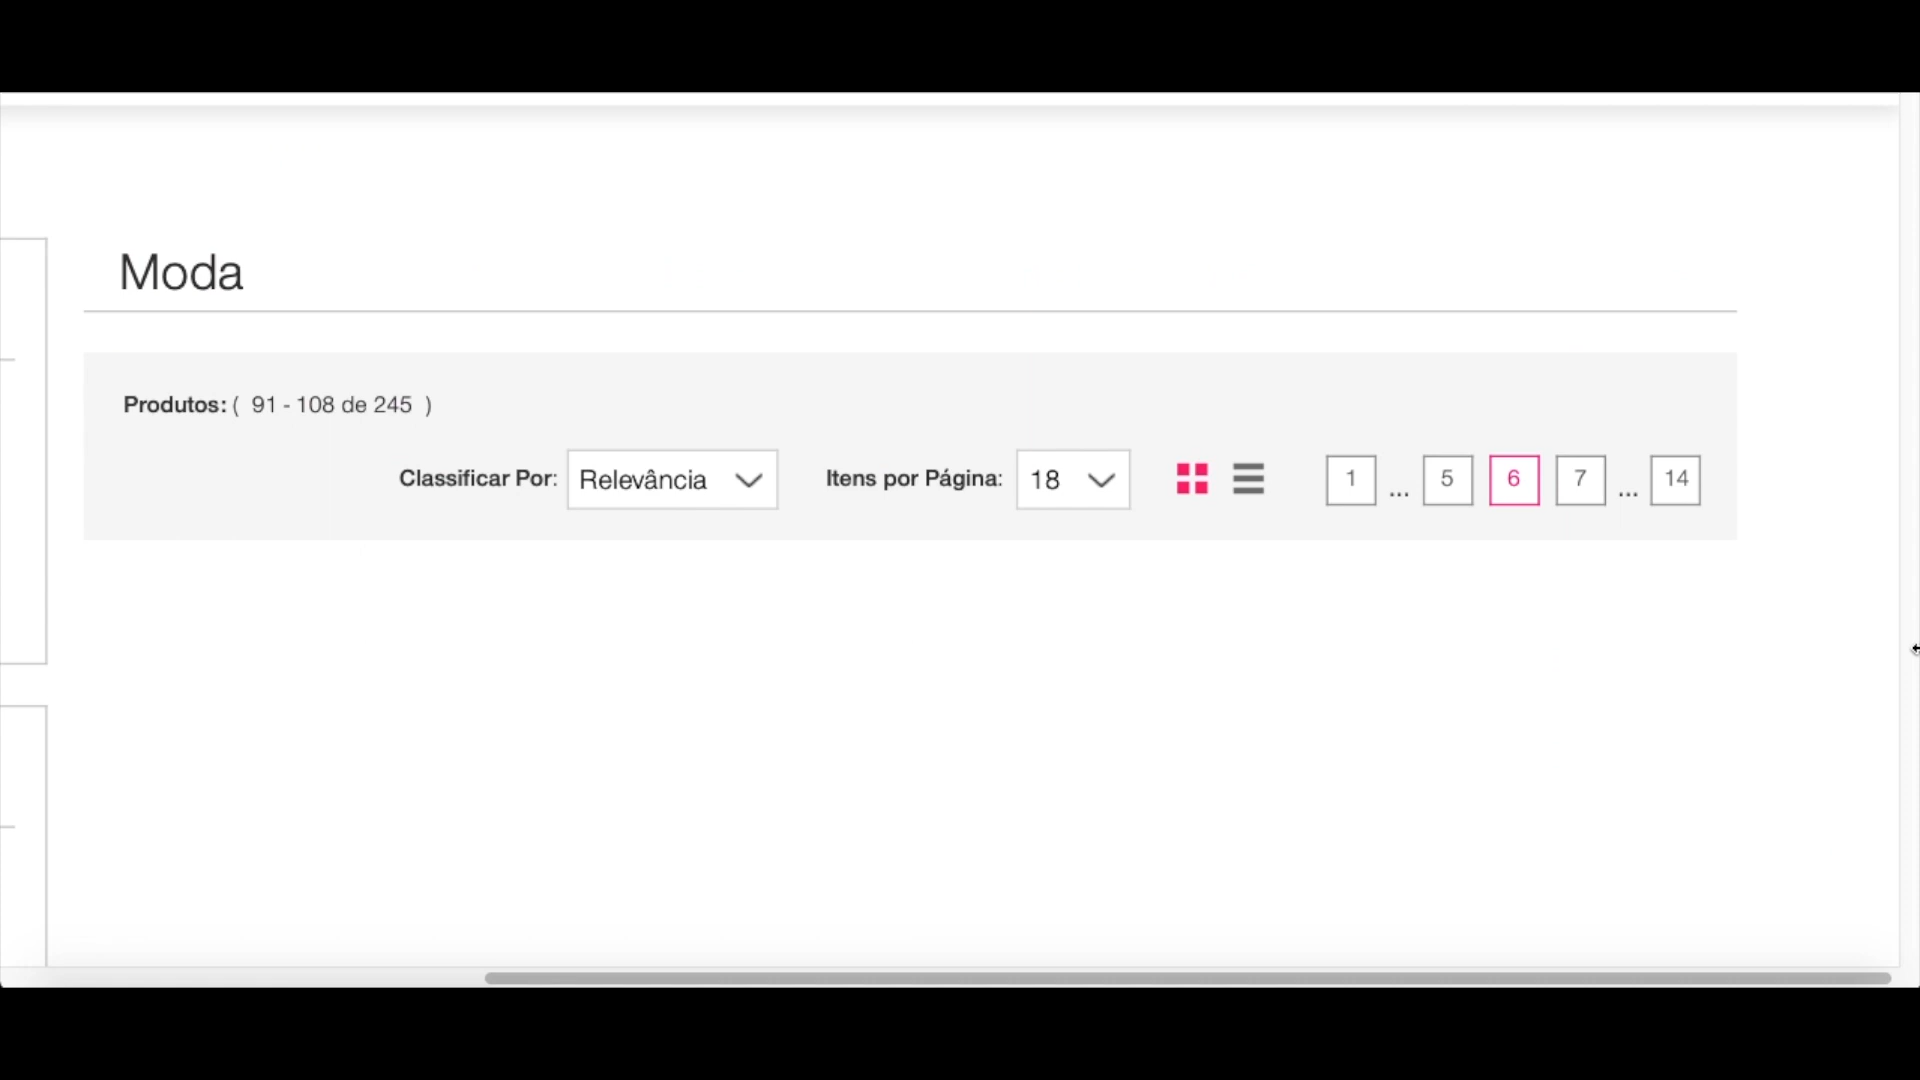 Moda
Produtos: ( 91 - 108 de 245 )
Classificar Por: Relevância Itens por Página: 18 1 ... 5 6 7 ... 14